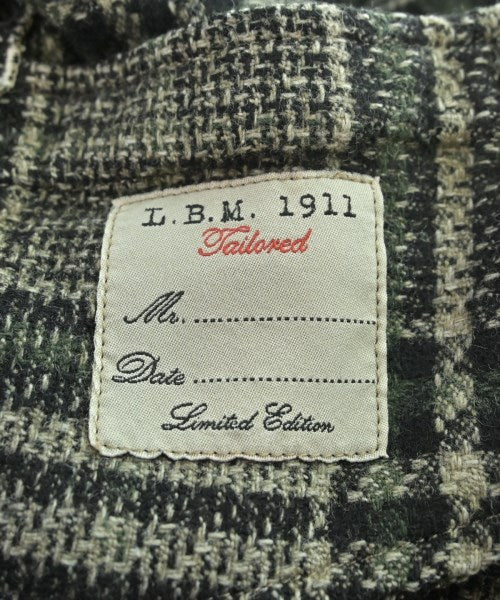 L.B.M. 1911
Tailored
Mr. ..............................
Date ..............................
Limited Edition